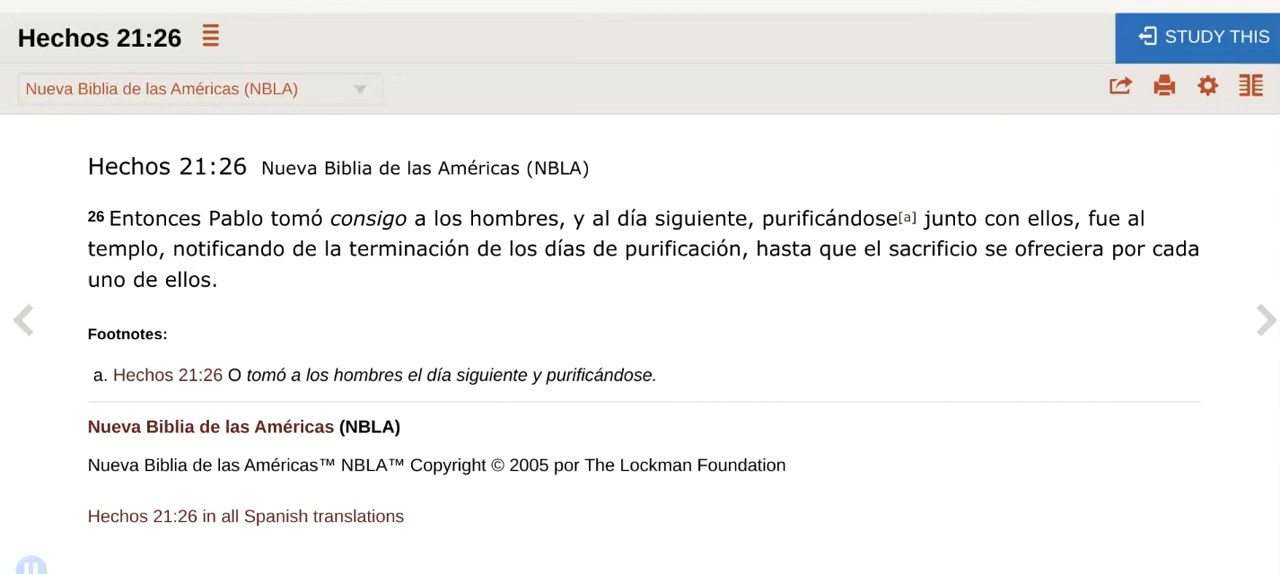 Hechos 21:26
STUDY THIS
Nueva Biblia de las Américas (NBLA)
Hechos 21:26 Nueva Biblia de las Américas (NBLA)
26 Entonces Pablo tomó consigo a los hombres, y al día siguiente, purificándose[a] junto con ellos, fue al
templo, notificando de la terminación de los días de purificación, hasta que el sacrificio se ofreciera por cada
uno de ellos.
Footnotes:
a. Hechos 21:26 O tomó a los hombres el día siguiente y purificándose.
Nueva Biblia de las Américas (NBLA)
Nueva Biblia de las Américas™ NBLA™ Copyright © 2005 por The Lockman Foundation
Hechos 21:26 in all Spanish translations